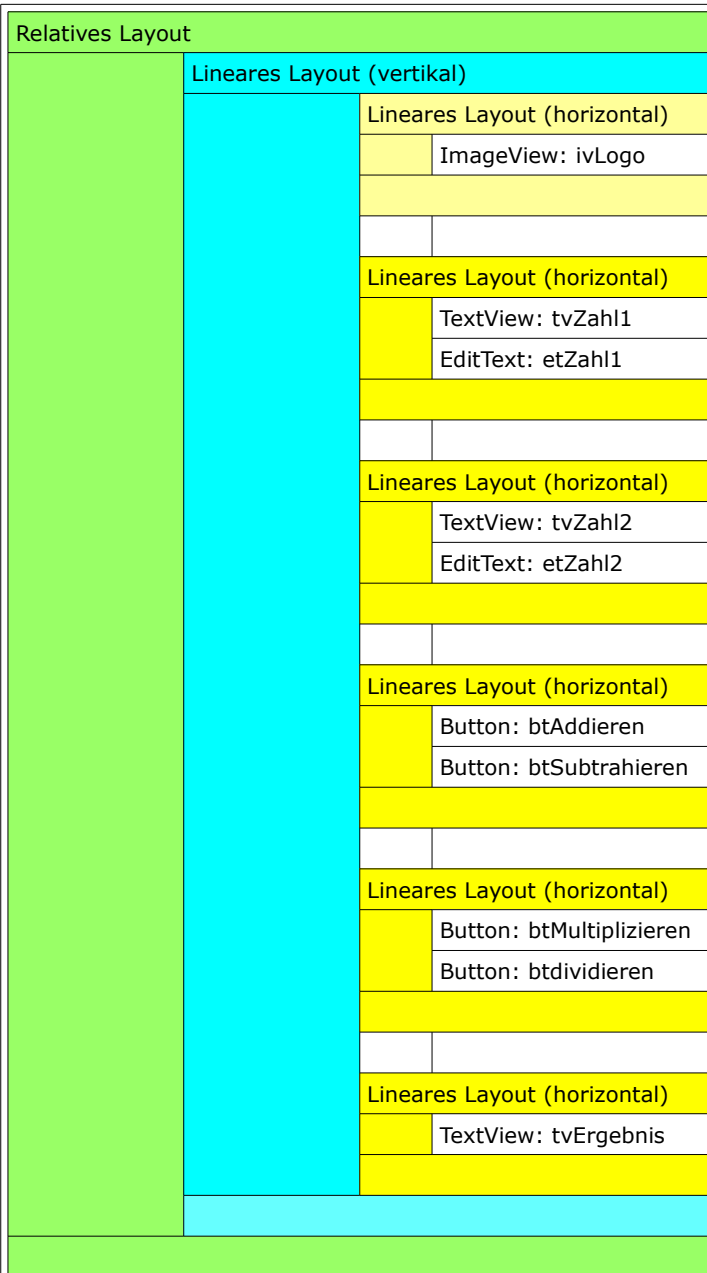 Relatives Layout
Lineares Layout (vertikal)
Lineares Layout (horizontal)
ImageView: ivLogo
Lineares Layout (horizontal)
TextView: tvZahl1
EditText: etZahl1
Lineares Layout (horizontal)
TextView: tvZahl2
EditText: etZahl2
Lineares Layout (horizontal)
Button: btAddieren
Button: btSubtrahieren
Lineares Layout (horizontal)
Button: btMultiplizieren
Button: btdividieren
Lineares Layout (horizontal)
TextView: tvErgebnis